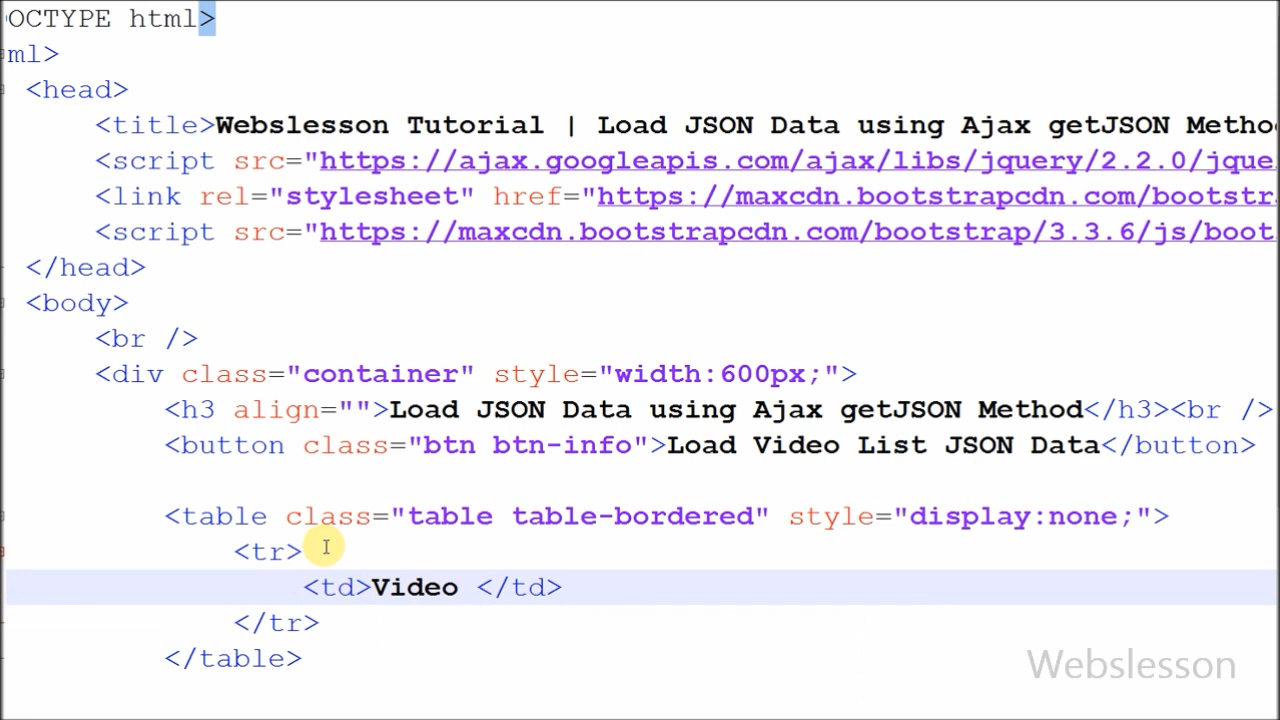 OCTYPE html>
ml>
<head>
<title>Webslesson Tutorial | Load JSON Data using Ajax getJSON Metho
<script src="https://ajax.googleapis.com/ajax/libs/jquery/2.2.0/jque
<link rel="stylesheet" href="https://maxcdn.bootstrapcdn.com/bootstr
<script src="https://maxcdn.bootstrapcdn.com/bootstrap/3.3.6/js/boot
</head>
<body>
<br />
<div class="container" style="width:600px;">
<h3 align="">Load JSON Data using Ajax getJSON Method</h3><br />
<button class="btn btn-info">Load Video List JSON Data</button>
<table class="table table-bordered" style="display:none;">
<tr>
<td>Video </td>
</tr>
</table>
Webslesson